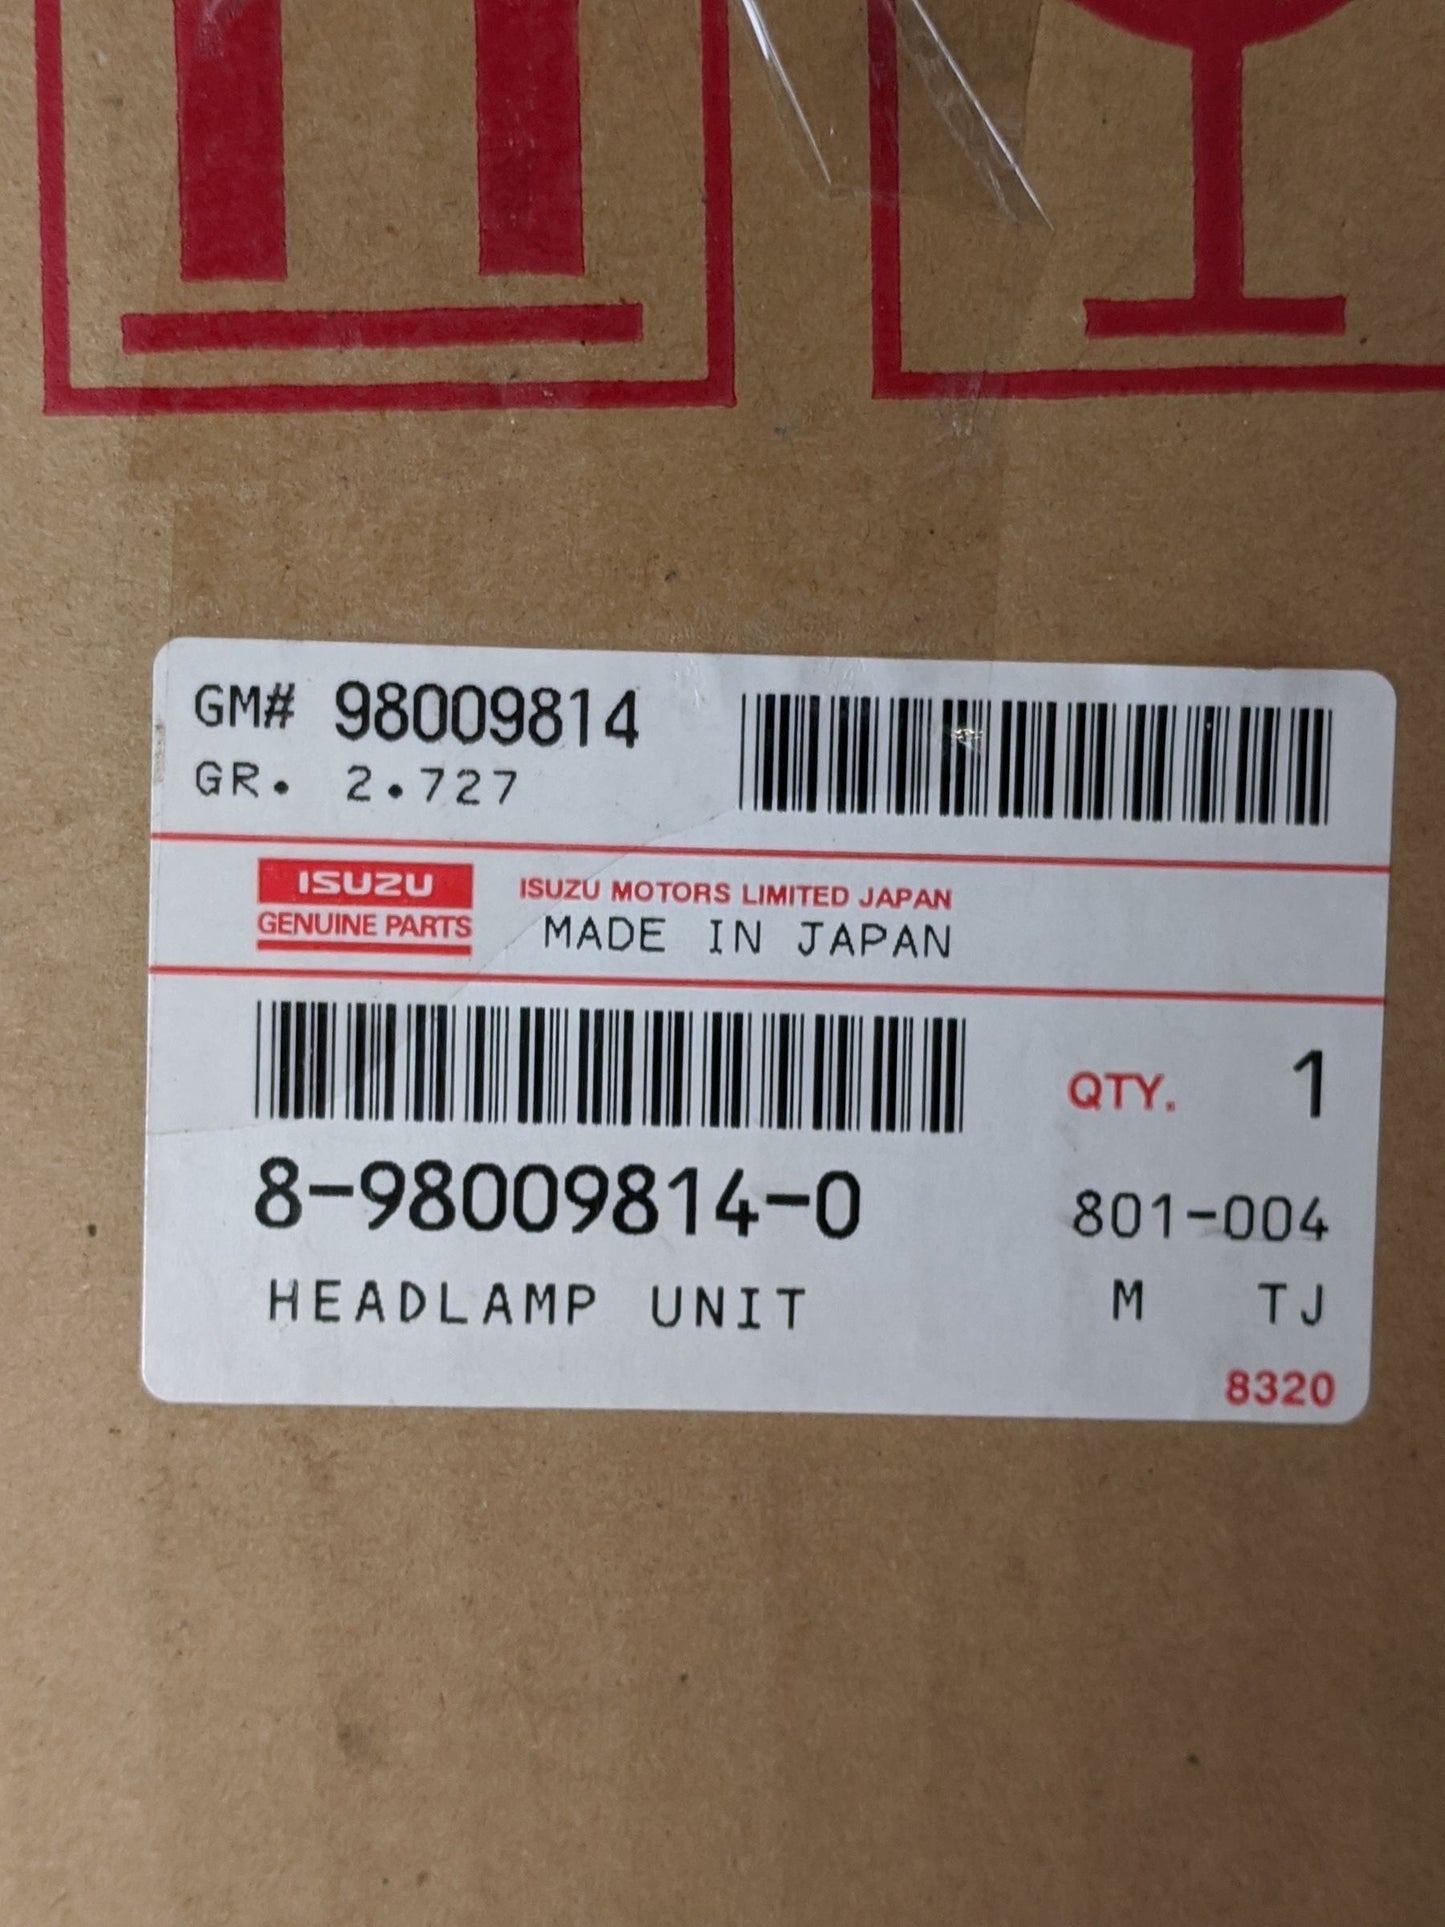 GM# 98009814
GR. 2.727
ISUZU
GENUINE PARTS
ISUZU MOTORS LIMITED JAPAN
MADE IN JAPAN
QTY. 1
8-98009814-0 801-004
HEADLAMP UNIT M TJ
8320